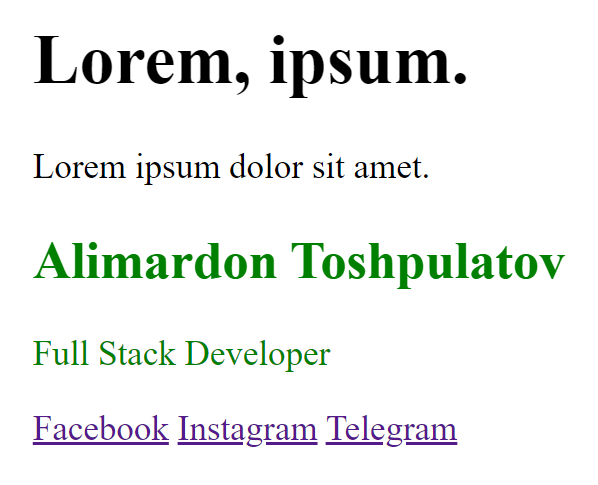 Lorem, ipsum.
Lorem ipsum dolor sit amet.
Alimardon Toshpulatov
Full Stack Developer
Facebook Instagram Telegram